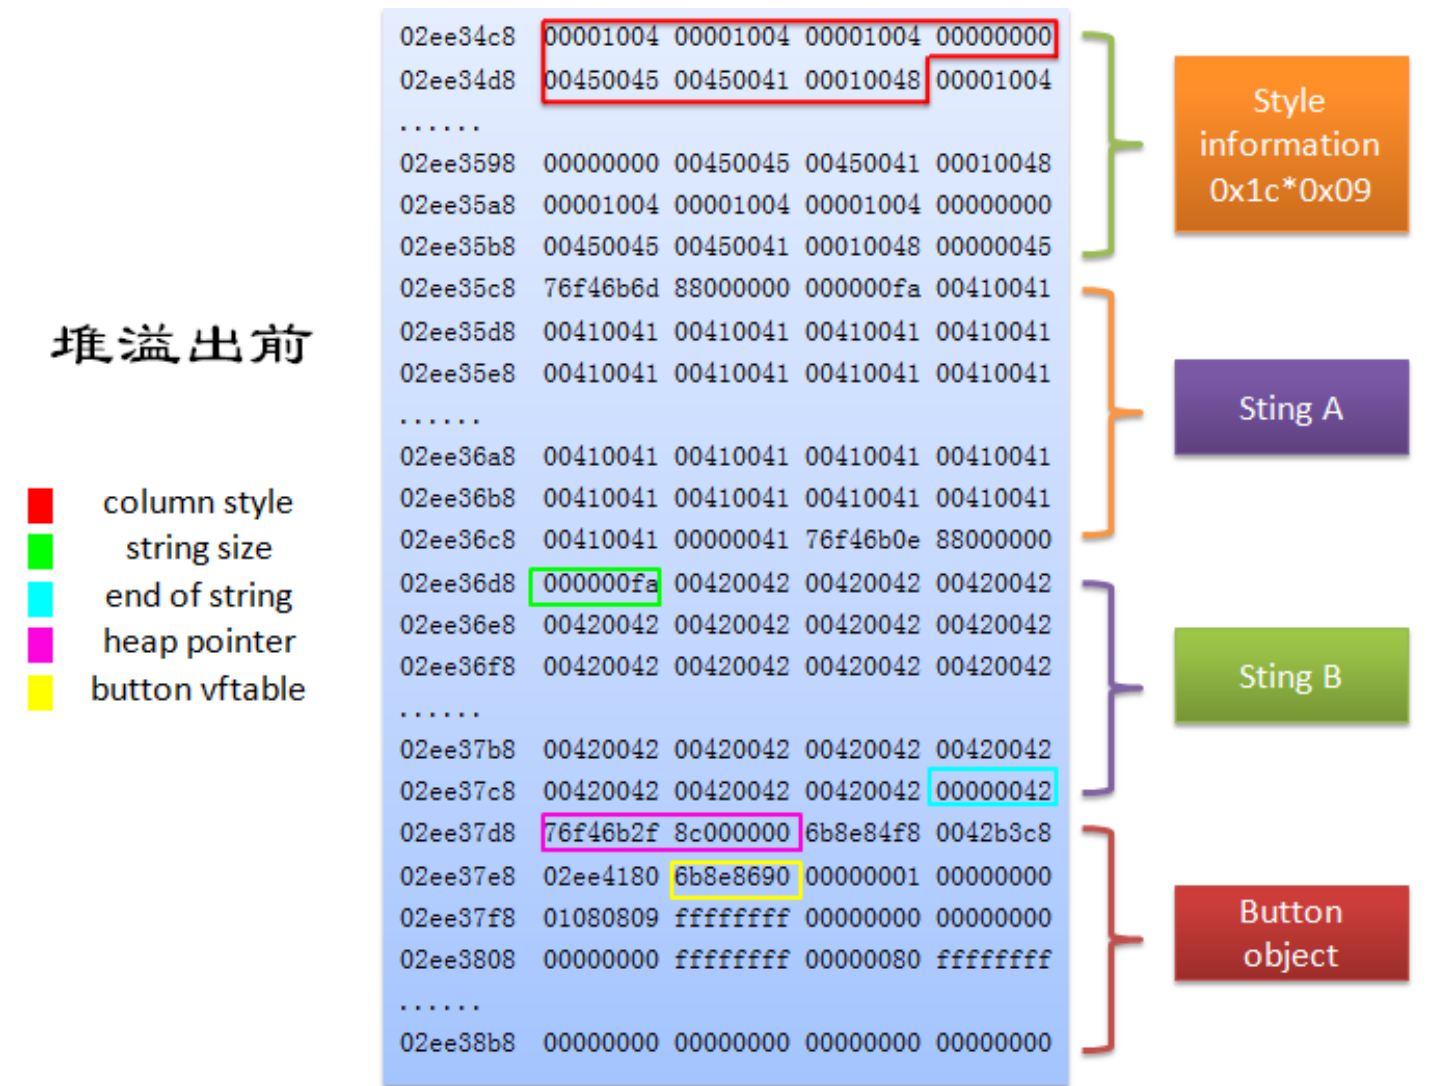 02ee34c8 00001004 00001004 00001004 00000000
02ee34d8 00450045 00450041 00010048 00001004
......
02ee3598 00000000 00450045 00450041 00010048
02ee35a8 00001004 00001004 00001004 00000000
02ee35b8 00450045 00450041 00010048 00000045
02ee35c8 76f46b6d 88000000 000000fa 00410041
02ee35d8 00410041 00410041 00410041 00410041
02ee35e8 00410041 00410041 00410041 00410041
......
02ee36a8 00410041 00410041 00410041 00410041
02ee36b8 00410041 00410041 00410041 00410041
02ee36c8 00410041 00000041 76f46b0e 88000000
02ee36d8 000000fa 00420042 00420042 00420042
02ee36e8 00420042 00420042 00420042 00420042
02ee36f8 00420042 00420042 00420042 00420042
......
02ee37b8 00420042 00420042 00420042 00420042
02ee37c8 00420042 00420042 00420042 00000042
02ee37d8 76f46b2f 8c000000 6b8e84f8 0042b3c8
02ee37e8 02ee4180 6b8e8690 00000001 00000000
02ee37f8 01080809 ffffffff 00000000 00000000
02ee3808 00000000 ffffffff 00000080 ffffffff
......
02ee38b8 00000000 00000000 00000000 00000000
堆溢出前
column style
string size
end of string
heap pointer
button vftable
Style
information
0x1c*0x09
Sting A
Sting B
Button
object